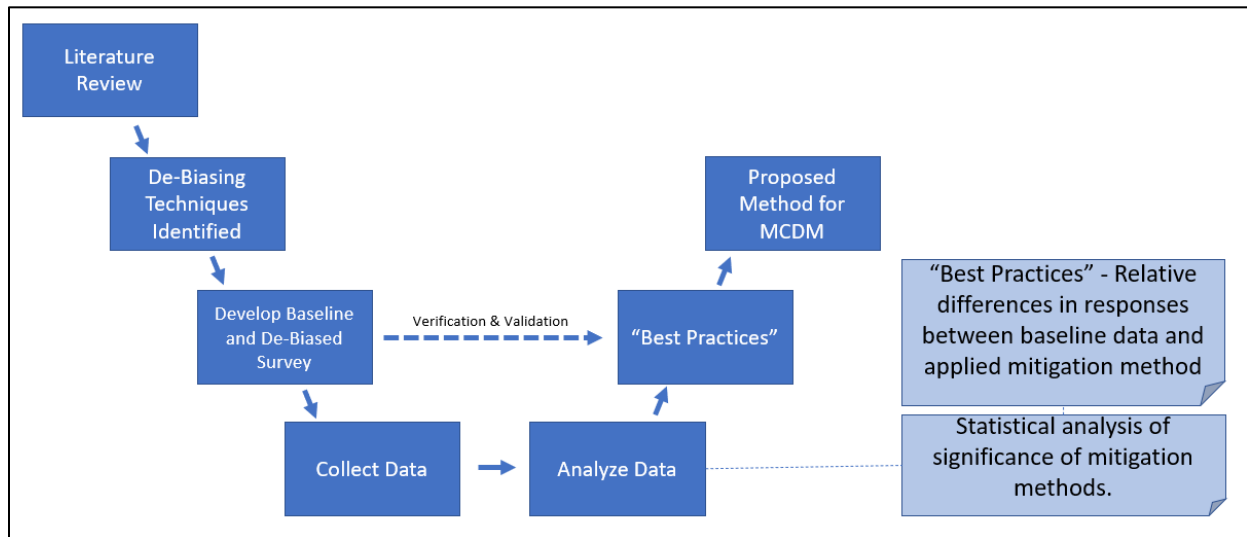 Literature
Review
De-Biasing
Techniques
Identified
Develop Baseline
and De-Biased
Survey
Verification & Validation
Collect Data
Analyze Data
“Best Practices”
Proposed
Method for
MCDM
“Best Practices” - Relative
differences in responses
between baseline data and
applied mitigation method
Statistical analysis of
significance of mitigation
methods.